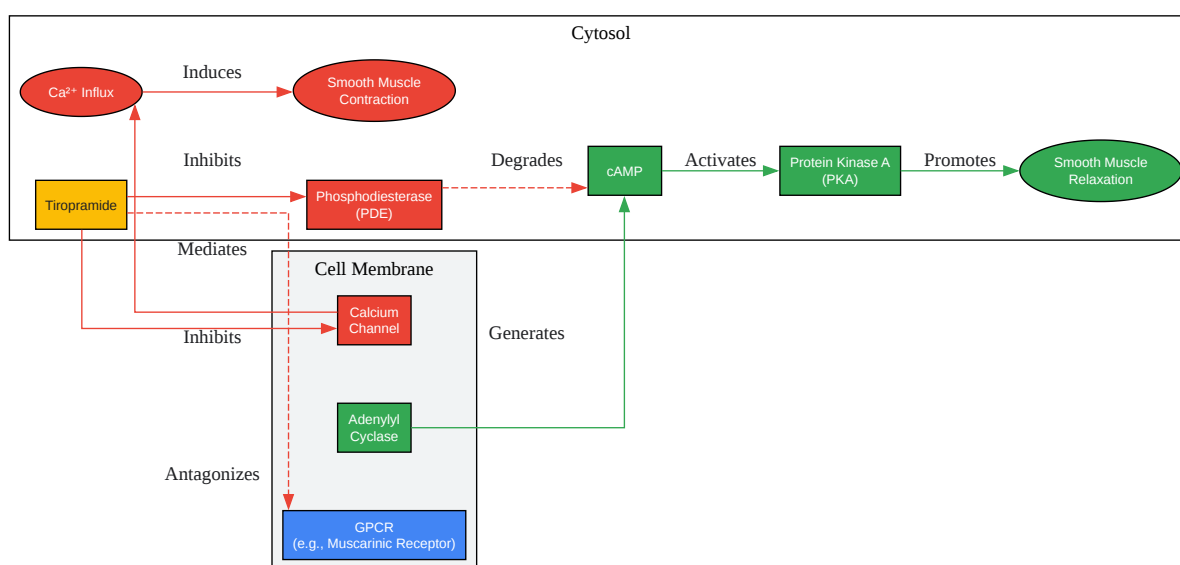 Cytosol
Induces
Ca²⁺ Influx
Smooth Muscle
Contraction
Inhibits
Degrades
cAMP
Activates
Protein Kinase A
(PKA)
Promotes
Smooth Muscle
Relaxation
Tiropramide
Phosphodiesterase
(PDE)
Mediates
Cell Membrane
Calcium
Channel
Inhibits
Generates
Adenylyl
Cyclase
Antagonizes
GPCR
(e.g., Muscarinic Receptor)